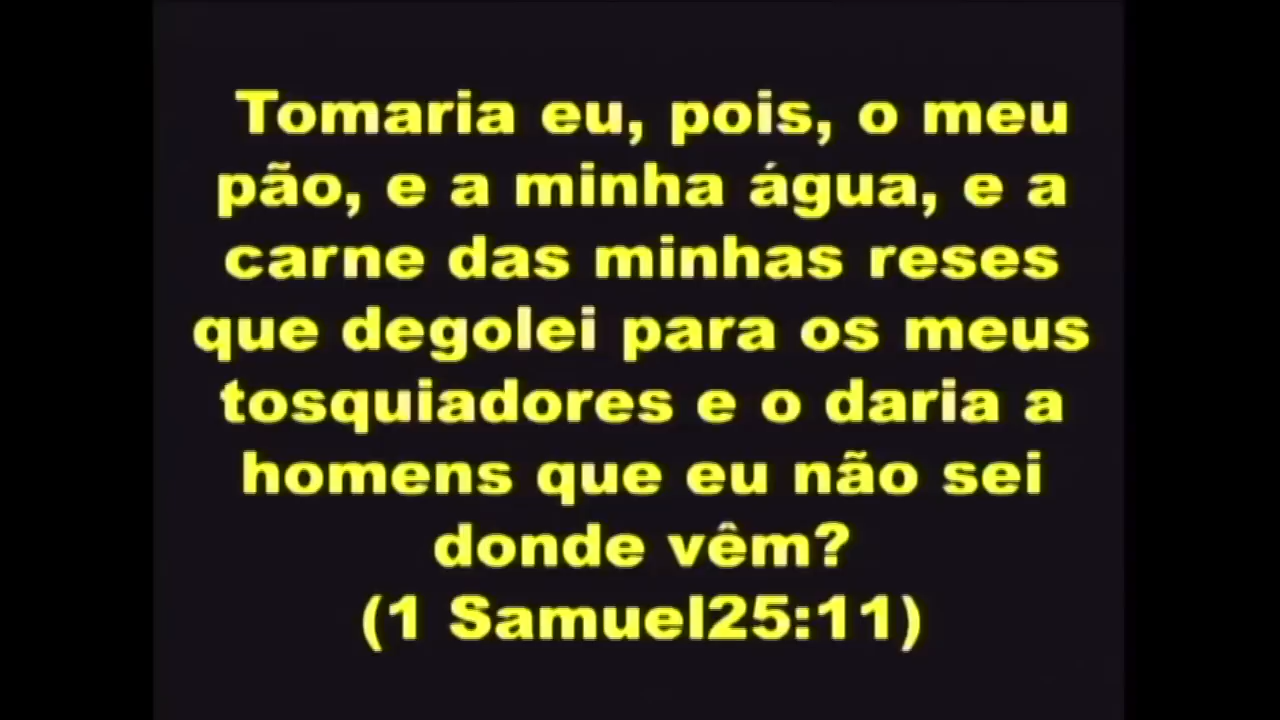 Tomaria eu, pois, o meu
pão, e a minha água, e a
carne das minhas reses
que degolei para os meus
tosquiadores e o daria a
homens que eu não sei
donde vêm?
(1 Samuel25:11)